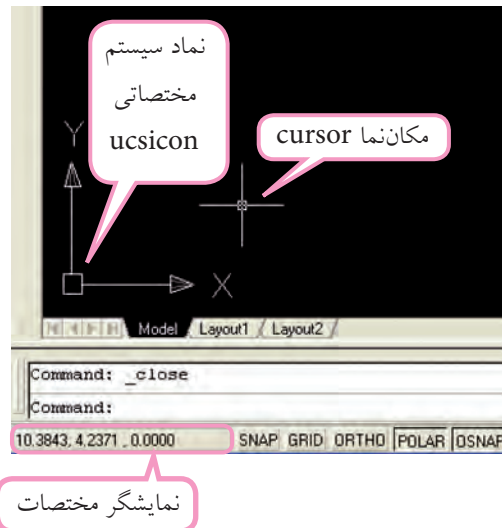 نماد سیستم
مختصاتی
ucsicon
مکان‌نما cursor
Y
X
Model Layout1 Layout2
Command: _close
Command:
10.3843, 4.2371 , 0.0000 SNAP GRID ORTHO POLAR OSNAP
نمایشگر مختصات